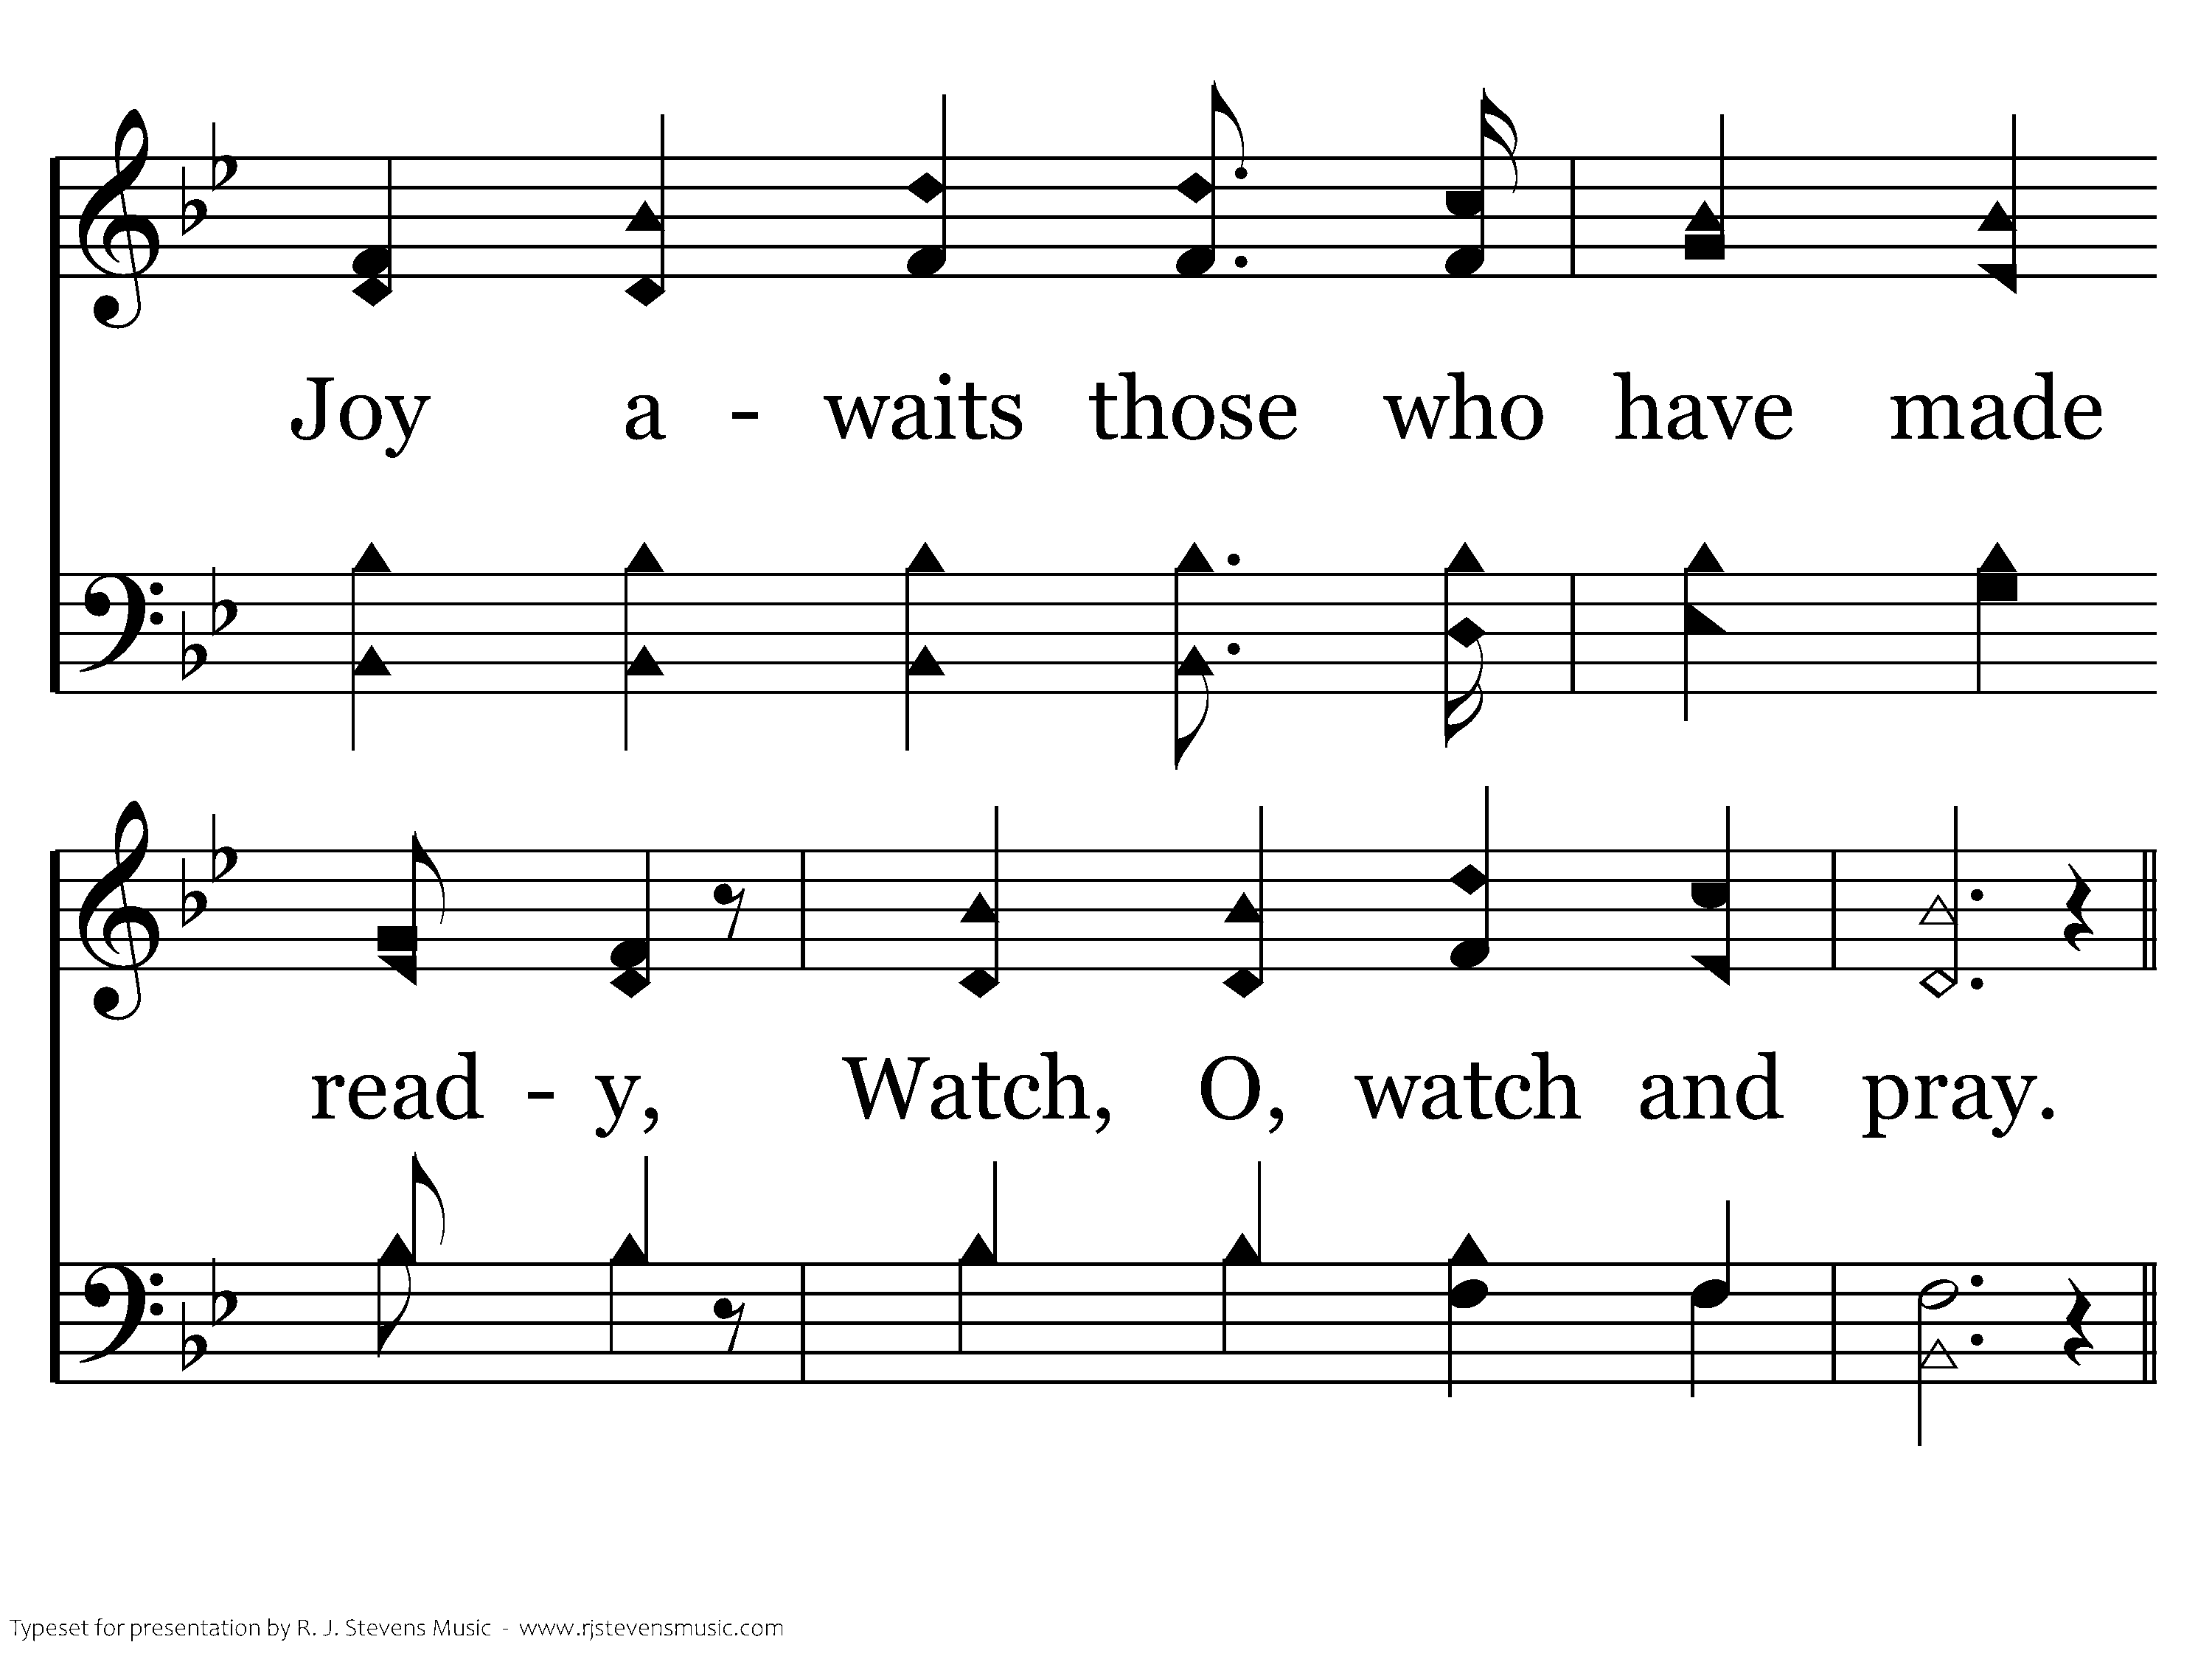 Joy a - waits those who have made
read - y, Watch, O, watch and pray.
Typeset for presentation by R. J. Stevens Music - www.rjstevensmusic.com